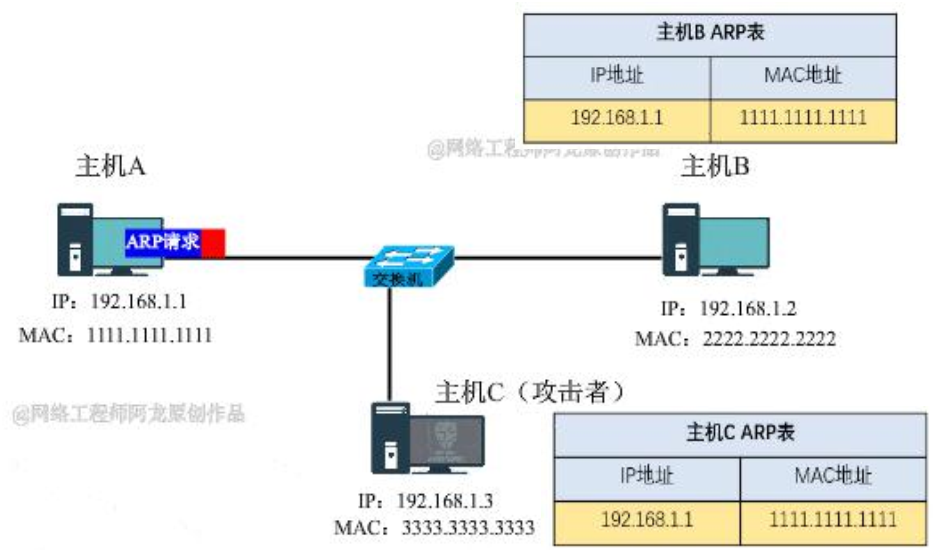 主机B ARP表
IP地址 MAC地址
192.168.1.1 1111.1111.1111
@网络工程师阿龙原创作品
主机A
主机B
ARP请求
交换机
IP：192.168.1.1
MAC：1111.1111.1111
IP：192.168.1.2
MAC：2222.2222.2222
主机C（攻击者）
@网络工程师阿龙原创作品
主机C ARP表
IP地址 MAC地址
192.168.1.1 1111.1111.1111
IP：192.168.1.3
MAC：3333.3333.3333